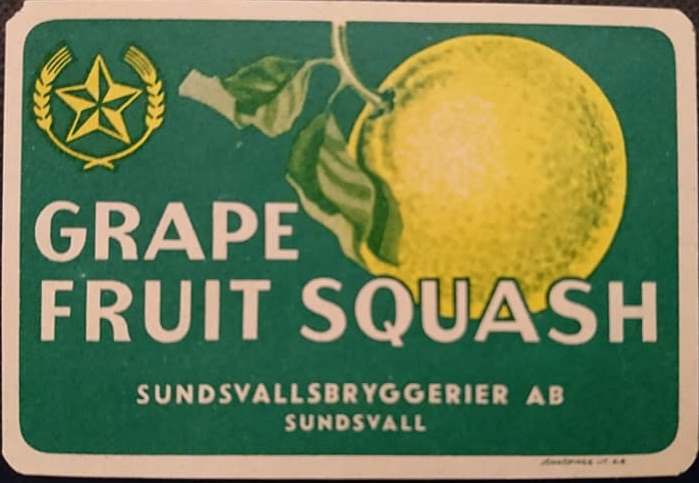 GRAPE
FRUIT SQUASH
SUNDSVALLSBRYGGERIER AB
SUNDSVALL